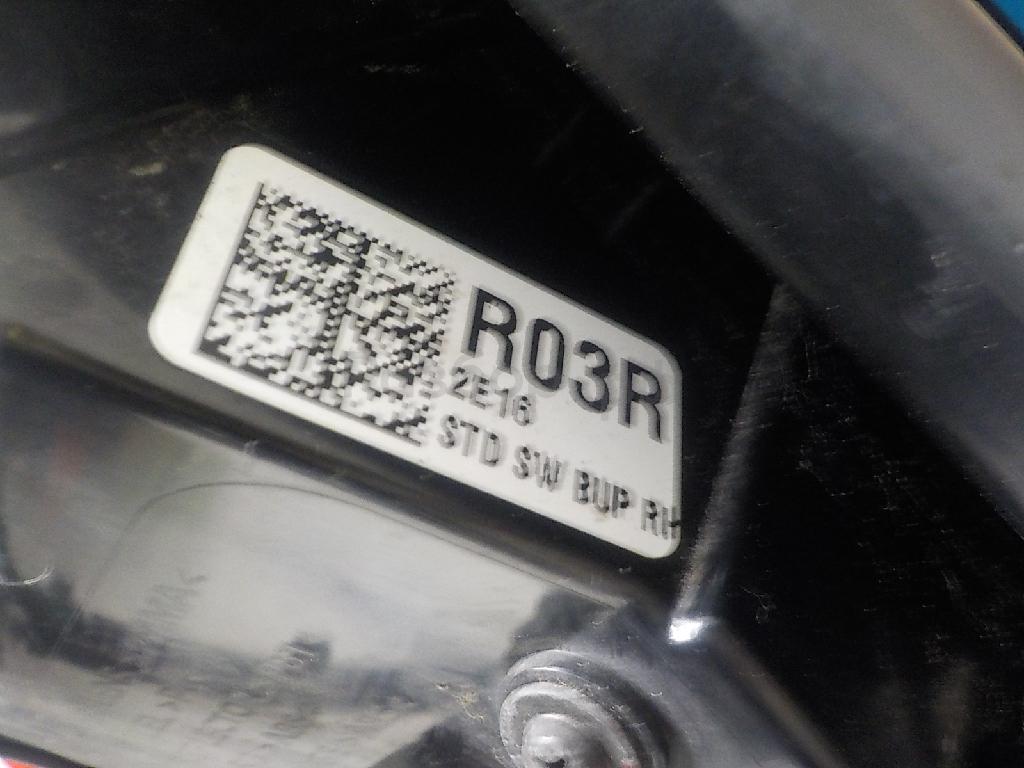 R03R
2E16
STD SW BUP RH